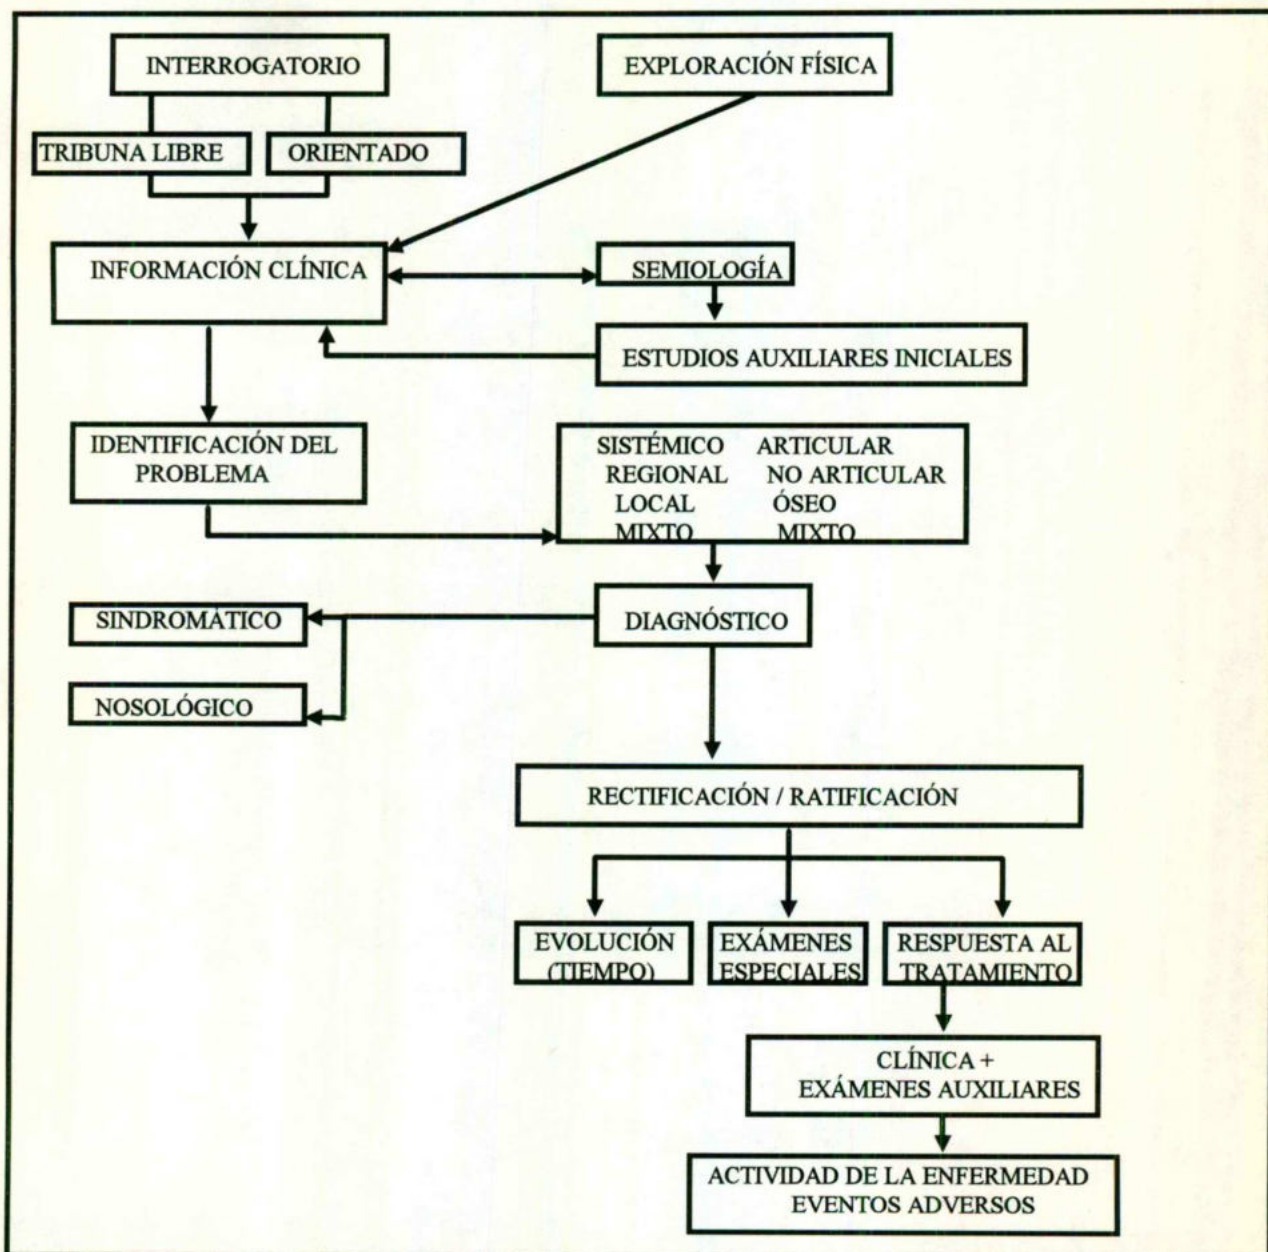 INTERROGATORIO
EXPLORACIÓN FÍSICA
TRIBUNA LIBRE
ORIENTADO
INFORMACIÓN CLÍNICA
SEMIOLOGÍA
ESTUDIOS AUXILIARES INICIALES
IDENTIFICACIÓN DEL
PROBLEMA
SISTÉMICO ARTICULAR
REGIONAL NO ARTICULAR
LOCAL ÓSEO
MIXTO MIXTO
SINDROMÁTICO
DIAGNÓSTICO
NOSOLÓGICO
RECTIFICACIÓN / RATIFICACIÓN
EVOLUCIÓN
(TIEMPO)
EXÁMENES
ESPECIALES
RESPUESTA AL
TRATAMIENTO
CLÍNICA +
EXÁMENES AUXILIARES
ACTIVIDAD DE LA ENFERMEDAD
EVENTOS ADVERSOS